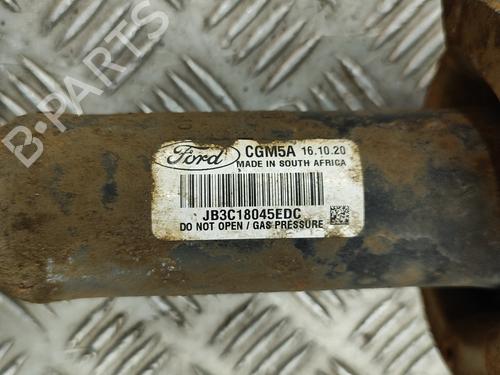 B-PARTS
Ford CGM5A 16.10.20
MADE IN SOUTH AFRICA
JB3C18045EDC
DO NOT OPEN / GAS PRESSURE